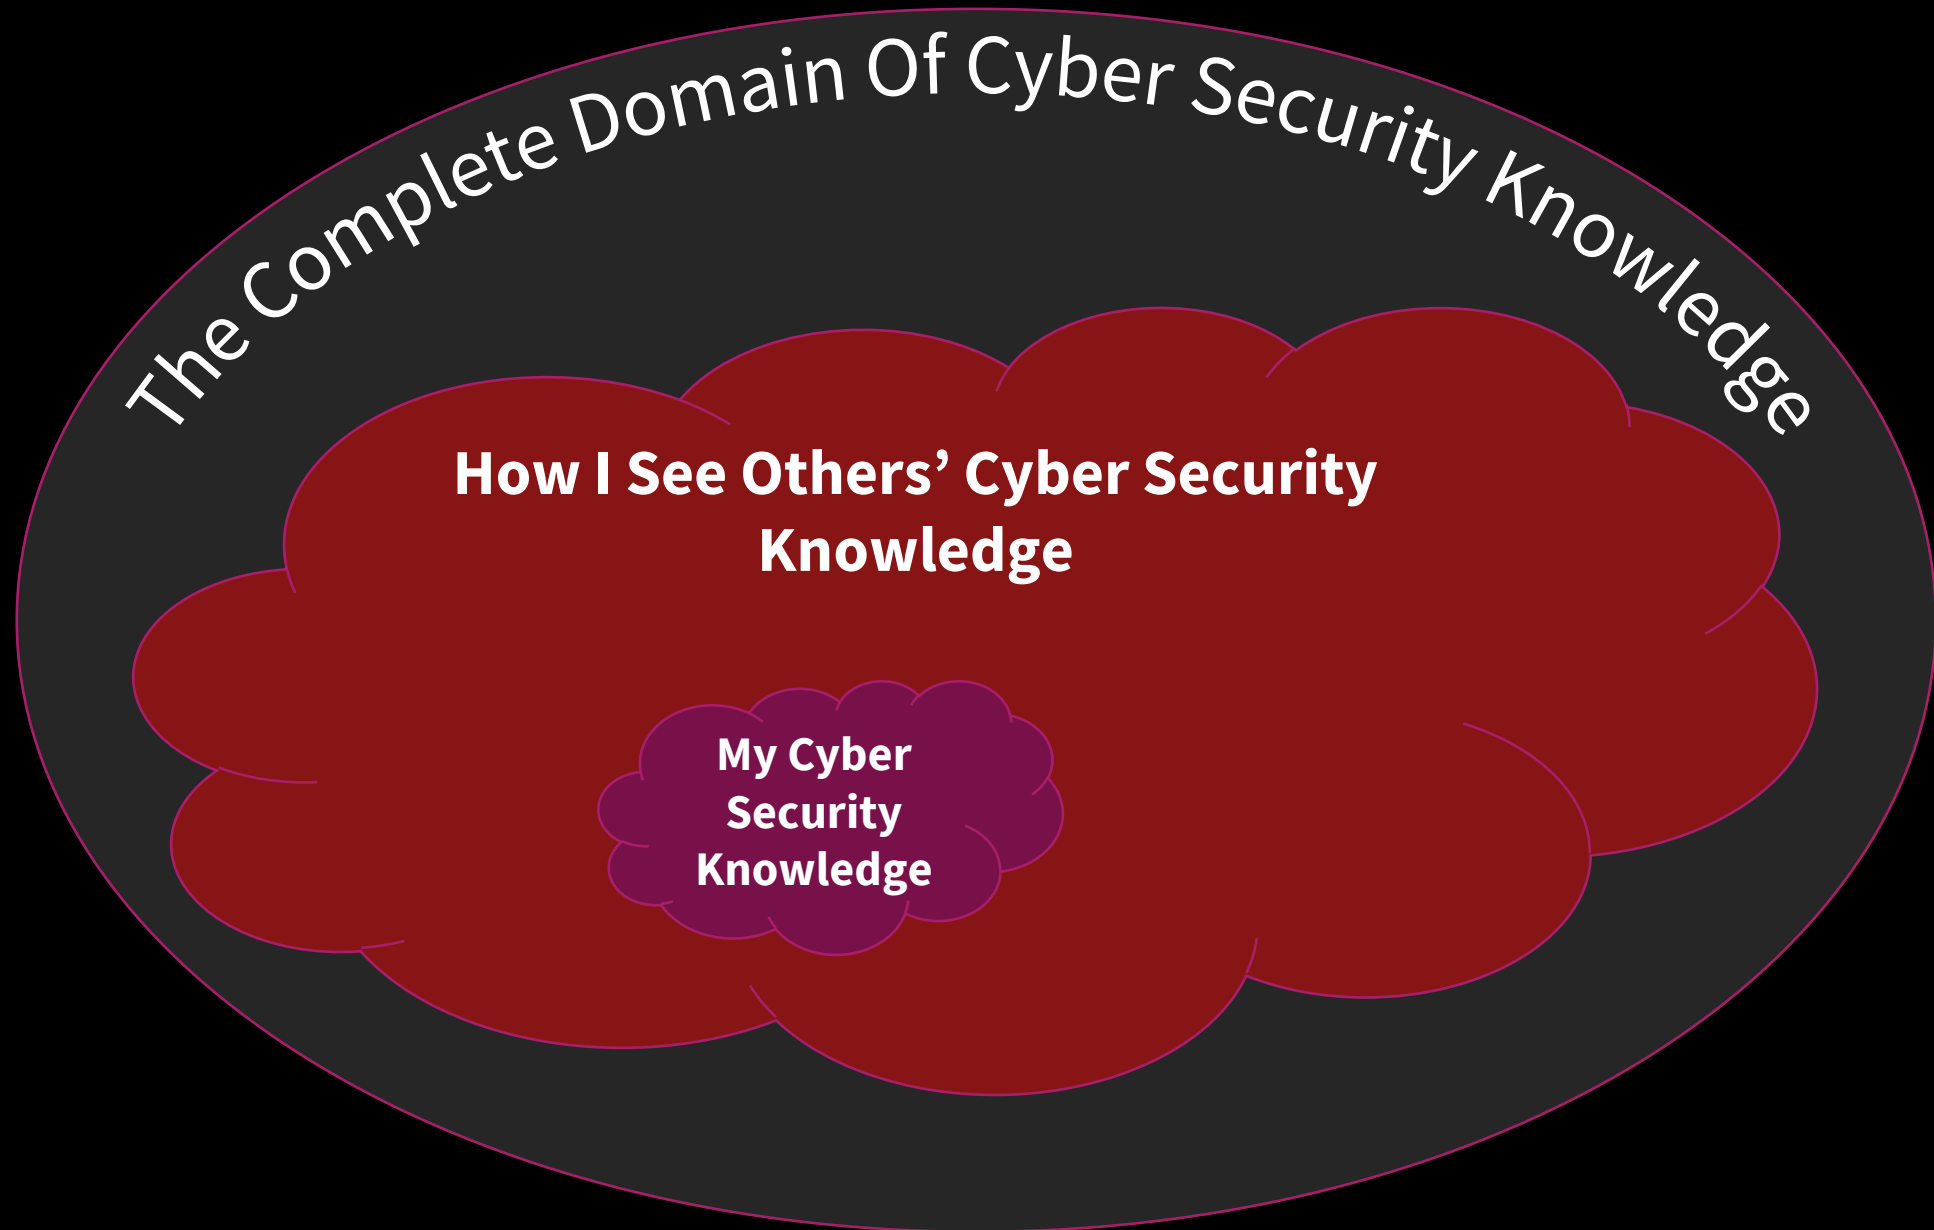 The Complete Domain Of Cyber Security Knowledge
How I See Others’ Cyber Security
Knowledge
My Cyber
Security
Knowledge